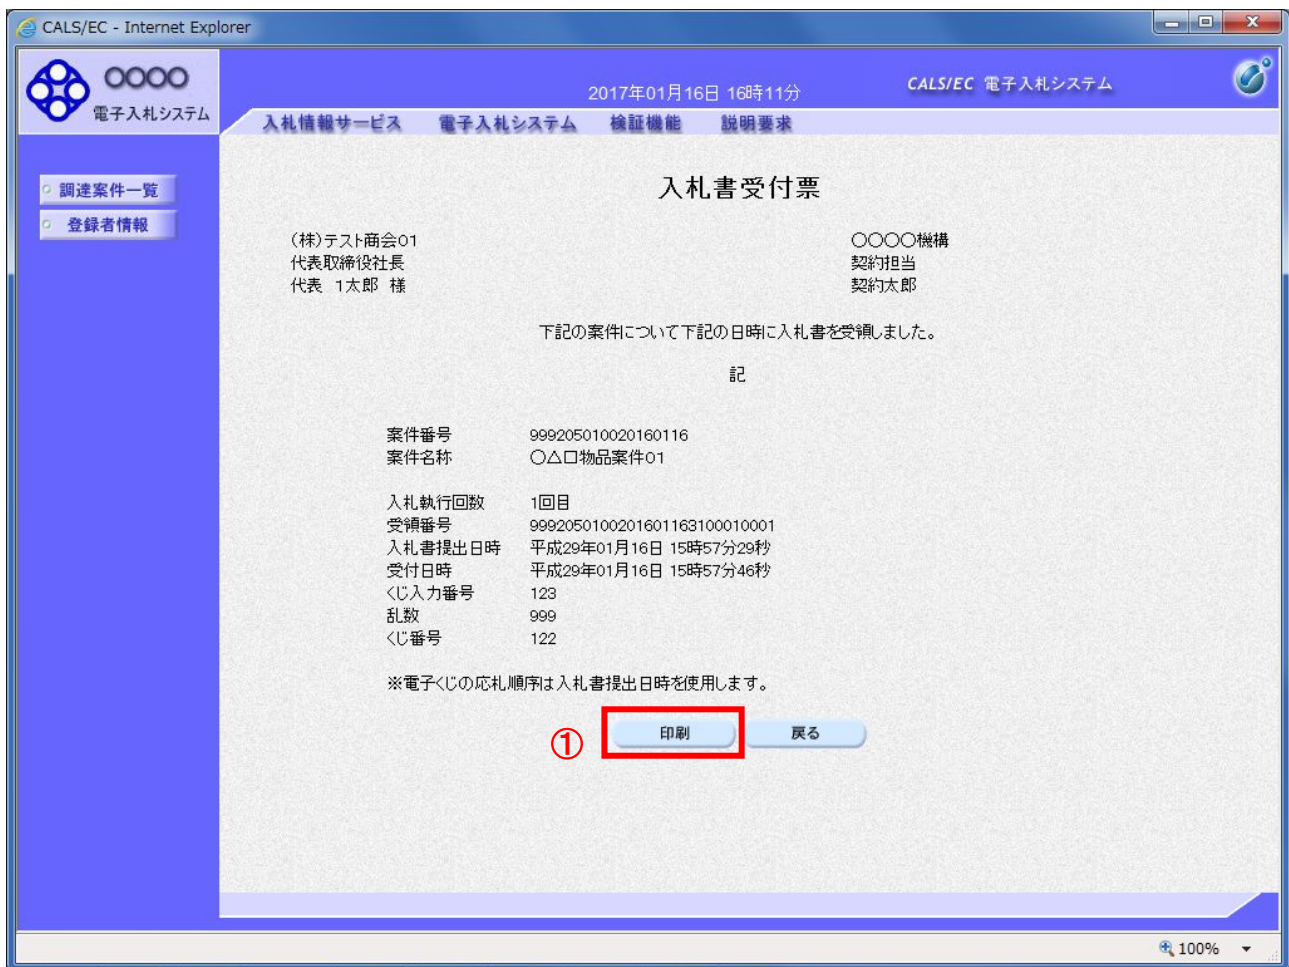 CALS/EC - Internet Explorer
○○○○
電子入札システム
2017年01月16日 16時11分
CALS/EC 電子入札システム
入札情報サービス 電子入札システム 検証機能 説明要求
調達案件一覧
登録者情報
入札書受付票
(株)テスト商会01
代表取締役社長
代表 1太郎 様
○○○○機構
契約担当
契約太郎
下記の案件について下記の日時に入札書を受領しました。
記
案件番号 999205010020160116
案件名称 ○△□物品案件01
入札執行回数 1回目
受領番号 9992050100201601163100010001
入札書提出日時 平成29年01月16日 15時57分29秒
受付日時 平成29年01月16日 15時57分46秒
くじ入力番号 123
乱数 999
くじ番号 122
※電子くじの応札順序は入札書提出日時を使用します。
① 印刷 戻る
100%